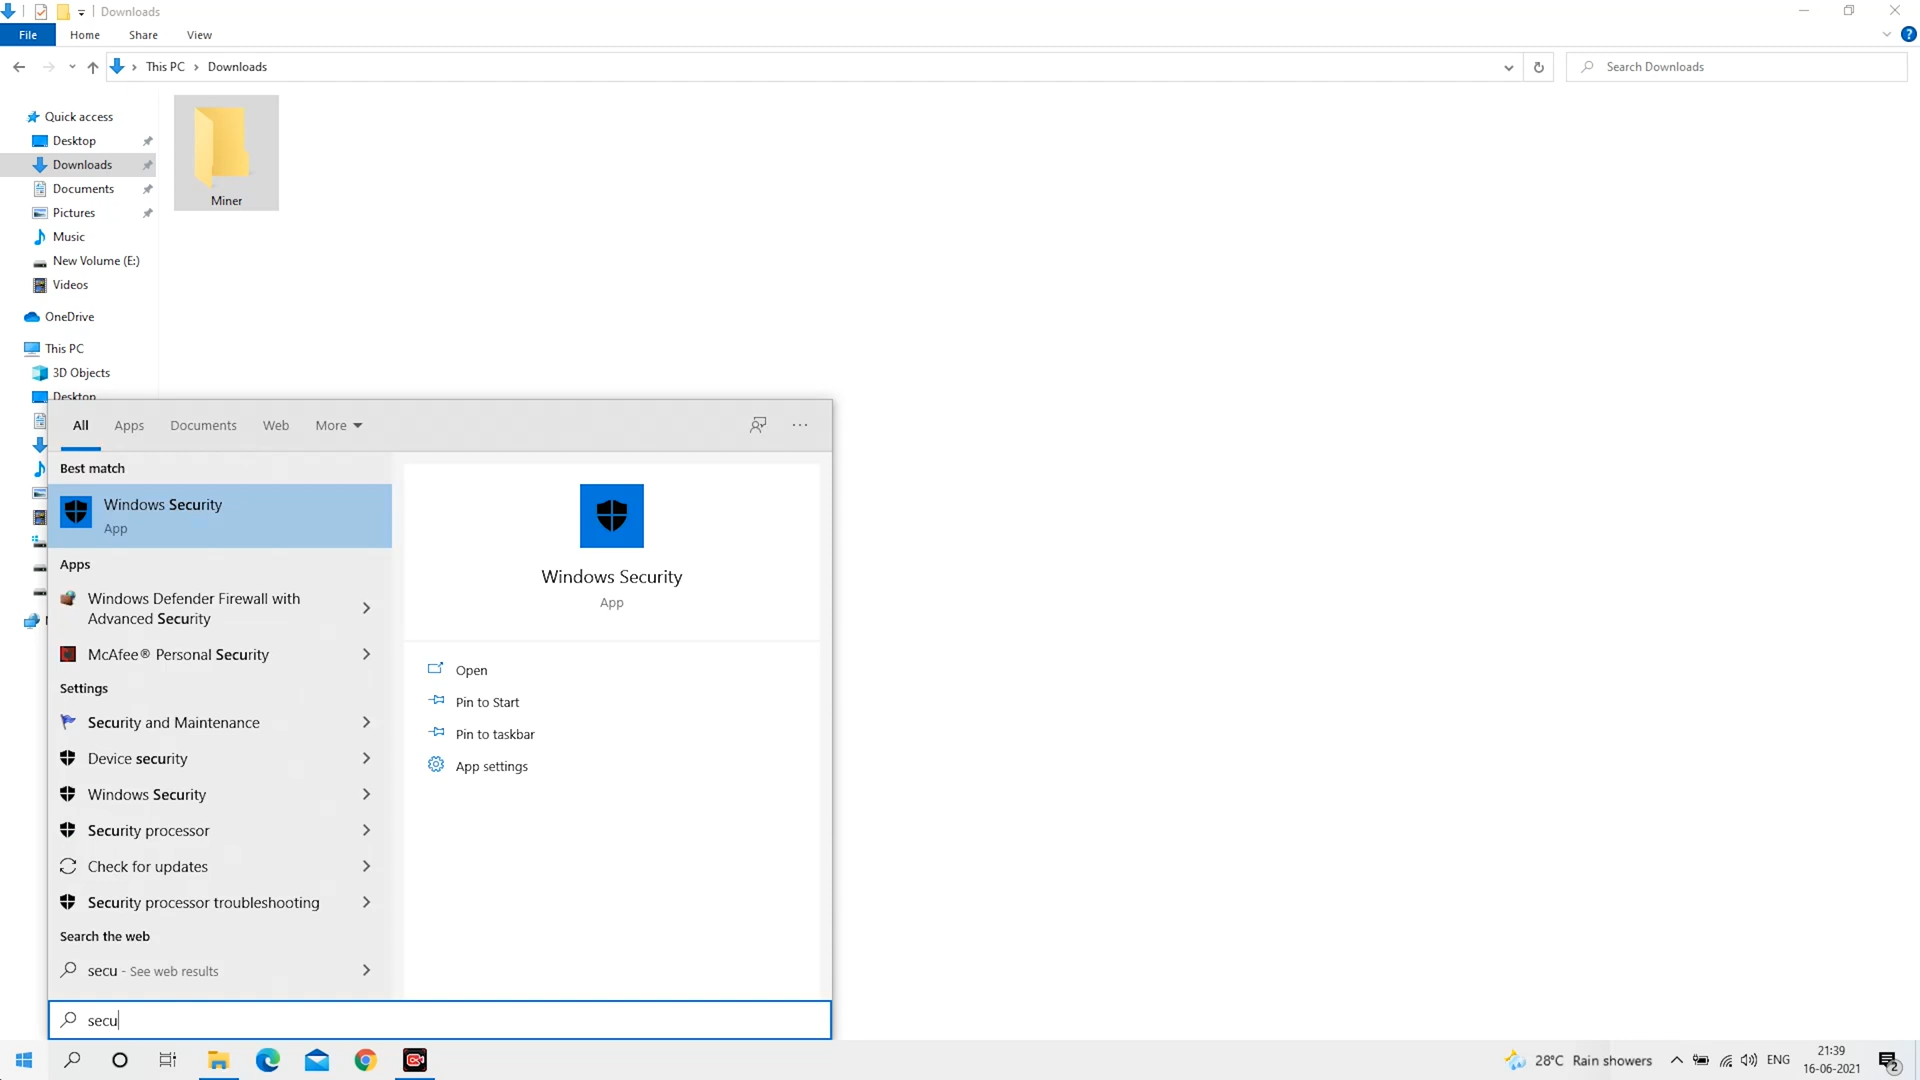 Downloads
File Home Share View
This PC Downloads
Search Downloads
Quick access
Desktop
Downloads
Documents
Pictures
Music
New Volume (E:)
Videos
OneDrive
This PC
3D Objects
Desktop
Miner
All Apps Documents Web More
Best match
Windows Security
App
Apps
Windows Defender Firewall with
Advanced Security
McAfee® Personal Security
Settings
Security and Maintenance
Device security
Windows Security
Security processor
Check for updates
Security processor troubleshooting
Search the web
secu - See web results
Windows Security
App
Open
Pin to Start
Pin to taskbar
App settings
secu
28°C Rain showers
ENG
21:39
16-06-2021
2